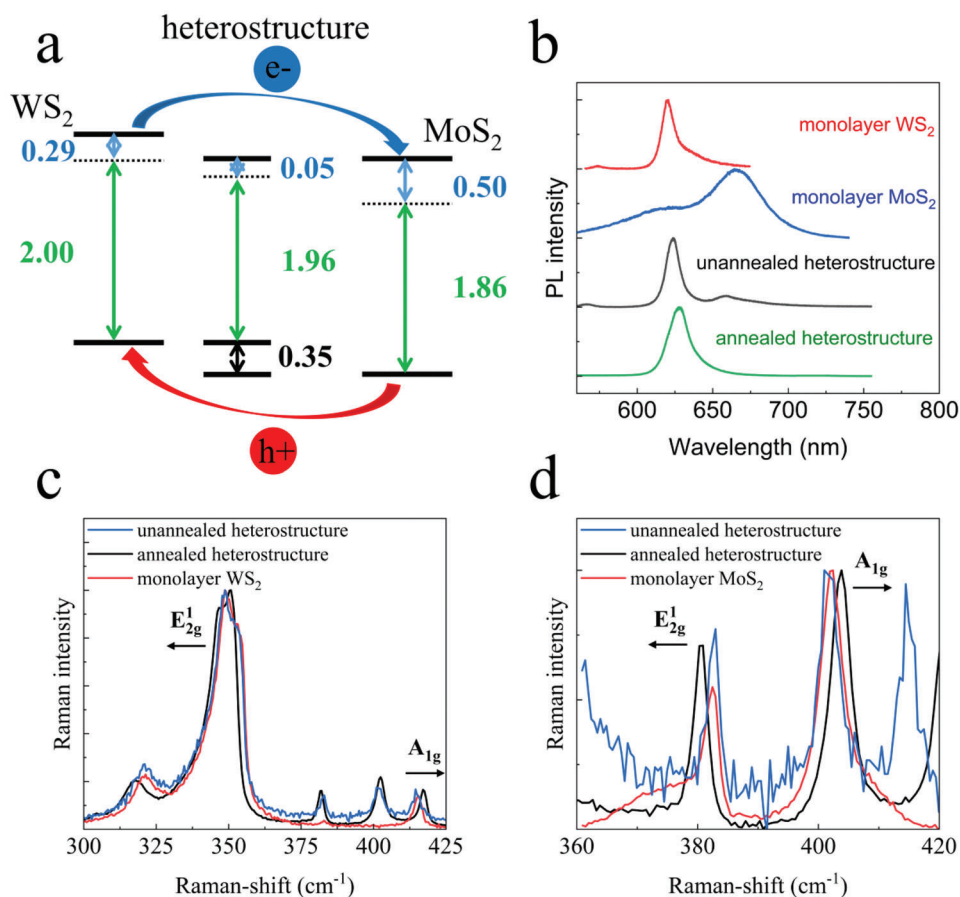 a
heterostructure
e-
WS₂
MoS₂
0.29
0.05
0.50
2.00
1.96
1.86
0.35
h+
b
monolayer WS₂
monolayer MoS₂
unannealed heterostructure
annealed heterostructure
PL intensity
600 650 700 750 800
Wavelength (nm)
c
unannealed heterostructure
annealed heterostructure
monolayer WS₂
E¹₂g
A₁g
Raman intensity
300 325 350 375 400 425
Raman-shift (cm⁻¹)
d
unannealed heterostructure
annealed heterostructure
monolayer MoS₂
A₁g
E¹₂g
Raman intensity
360 380 400 420
Raman-shift (cm⁻¹)